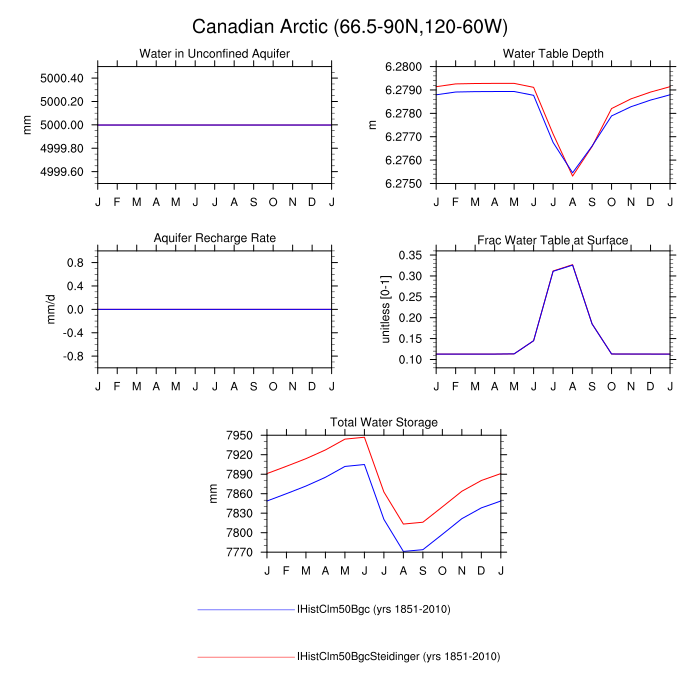 Canadian Arctic (66.5-90N,120-60W)
Water in Unconfined Aquifer
5000.40
5000.20
5000.00
4999.80
4999.60
mm
J F M A M J J A S O N D J
Water Table Depth
6.2800
6.2790
6.2780
6.2770
6.2760
6.2750
m
J F M A M J J A S O N D J
Aquifer Recharge Rate
0.8
0.4
0.0
-0.4
-0.8
mm/d
J F M A M J J A S O N D J
Frac Water Table at Surface
0.35
0.30
0.25
0.20
0.15
0.10
unitless [0-1]
J F M A M J J A S O N D J
Total Water Storage
7950
7920
7890
7860
7830
7800
7770
mm
J F M A M J J A S O N D J
IHistClm50Bgc (yrs 1851-2010)
IHistClm50BgcSteidinger (yrs 1851-2010)